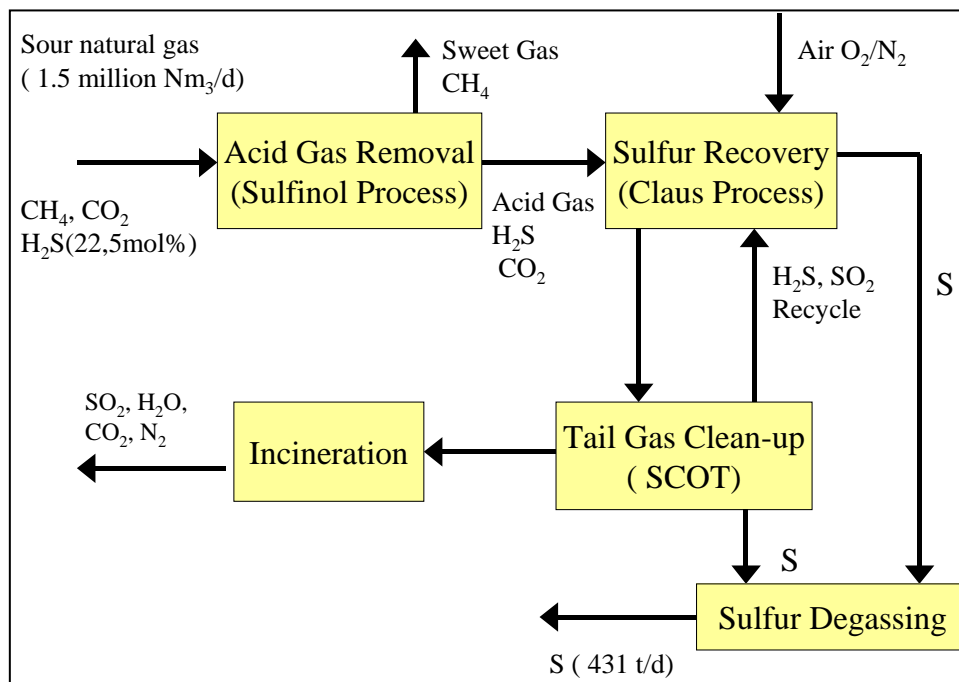 Sour natural gas
( 1.5 million Nm₃/d)
Sweet Gas
CH₄
Air O₂/N₂
Acid Gas Removal
(Sulfinol Process)
Sulfur Recovery
(Claus Process)
CH₄, CO₂
H₂S(22,5mol%)
Acid Gas
H₂S
CO₂
H₂S, SO₂
Recycle
S
SO₂, H₂O,
CO₂, N₂
Incineration
Tail Gas Clean-up
( SCOT)
S
Sulfur Degassing
S ( 431 t/d)